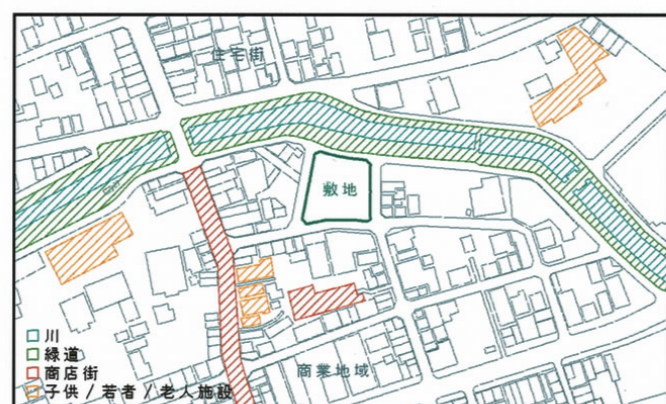 住宅街
敷地
商業地域
川
緑道
商店街
子供 / 若者 / 老人施設